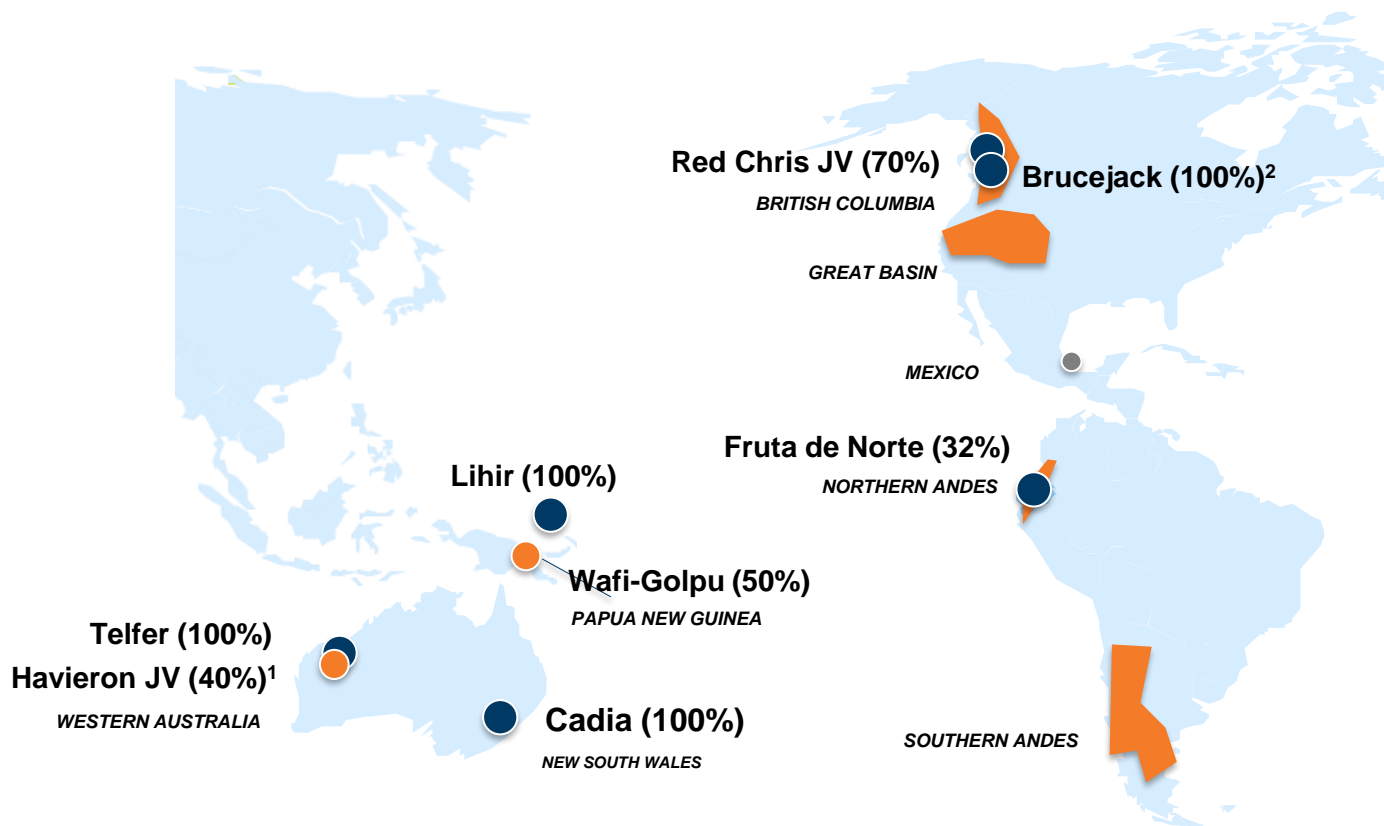 Red Chris JV (70%)
Brucejack (100%)²
BRITISH COLUMBIA
GREAT BASIN
MEXICO
Fruta de Norte (32%)
NORTHERN ANDES
Lihir (100%)
Wafi-Golpu (50%)
PAPUA NEW GUINEA
Telfer (100%)
Havieron JV (40%)¹
WESTERN AUSTRALIA
Cadia (100%)
NEW SOUTH WALES
SOUTHERN ANDES